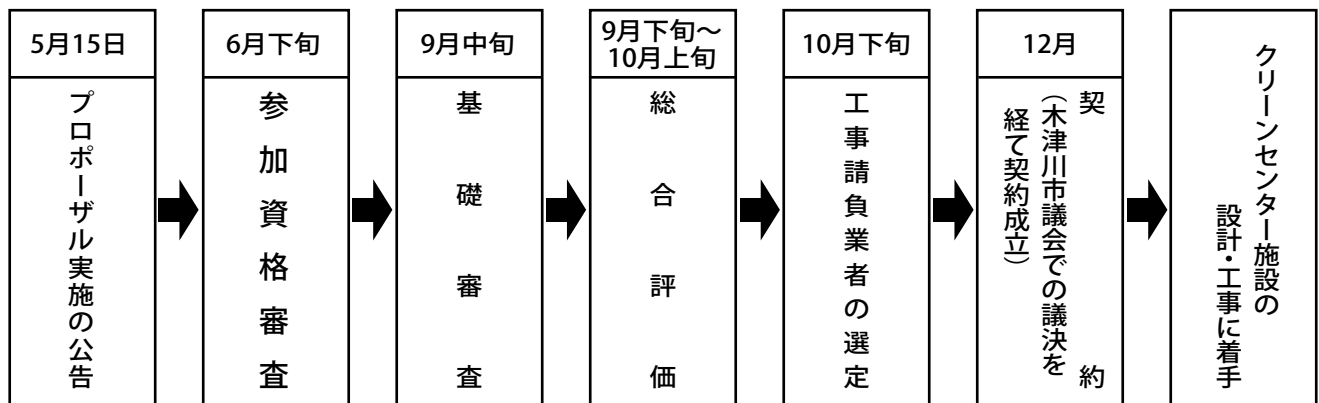 5月15日
プロポーザル実施の公告
6月下旬
参加資格審査
9月中旬
基礎審査
9月下旬～
10月上旬
総合評価
10月下旬
工事請負業者の選定
12月
契約
（木津川市議会での議決を
経て契約成立）
クリーンセンター施設の
設計・工事に着手